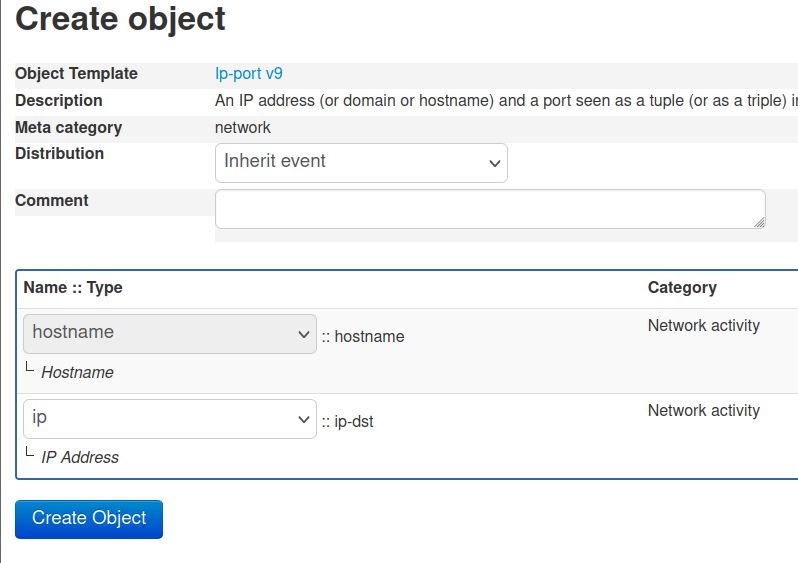 Create object
Object Template Ip-port v9
Description An IP address (or domain or hostname) and a port seen as a tuple (or as a triple)
Meta category network
Distribution Inherit event
Comment
Name :: Type Category
hostname :: hostname Network activity
Hostname
ip :: ip-dst Network activity
IP Address
Create Object